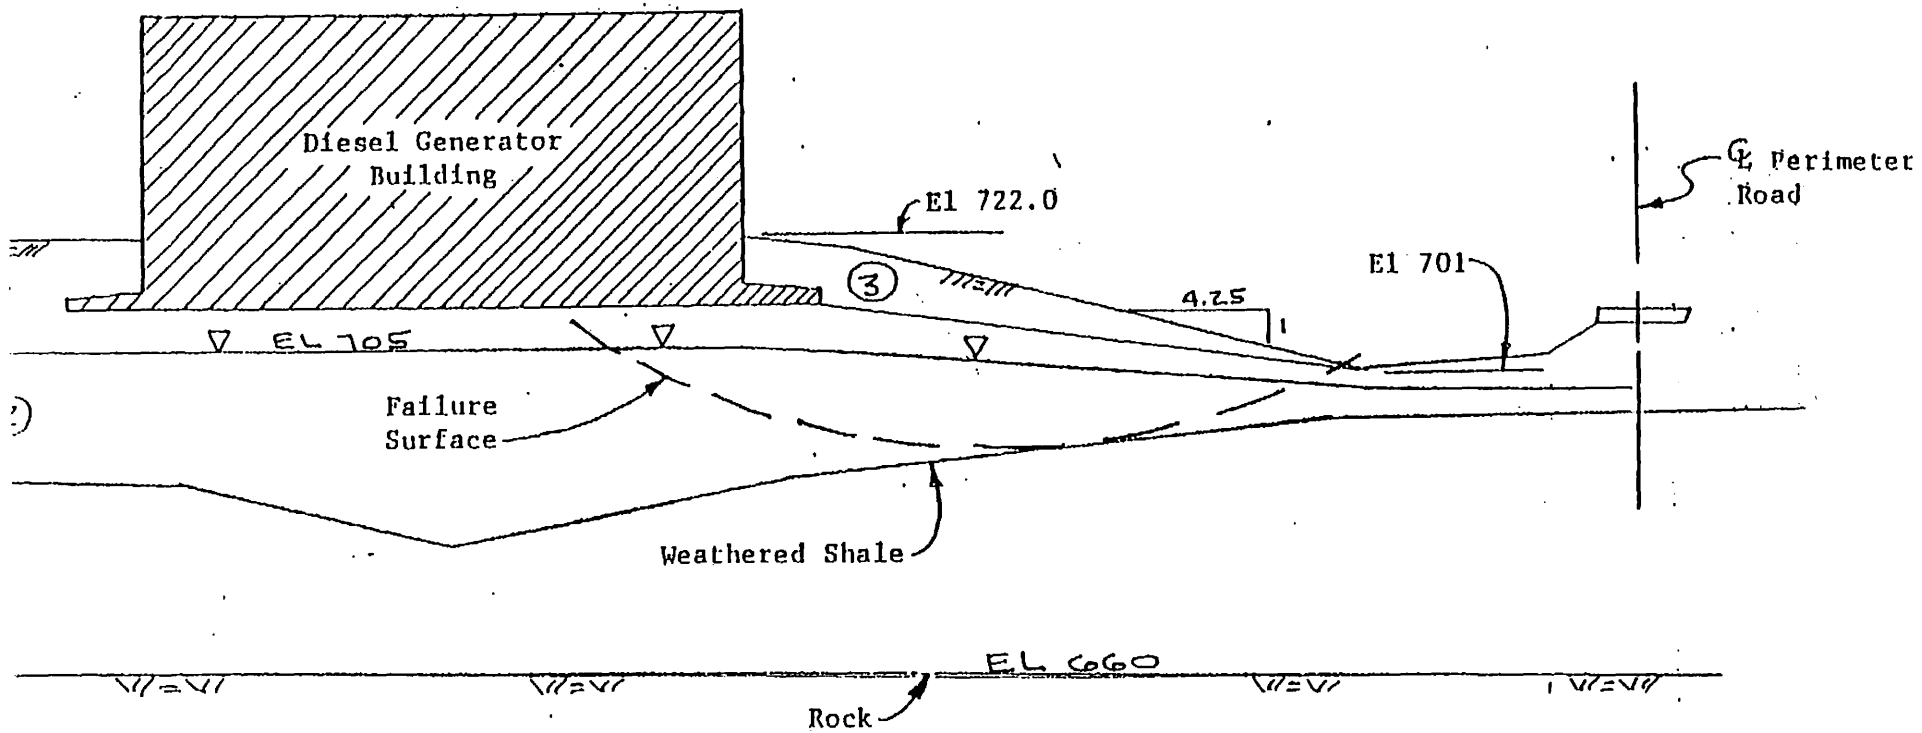 Diesel Generator
Building
℄ Perimeter
Road
El 722.0
El 701
3
4.25
1
EL 705
Failure
Surface
Weathered Shale
EL 660
Rock